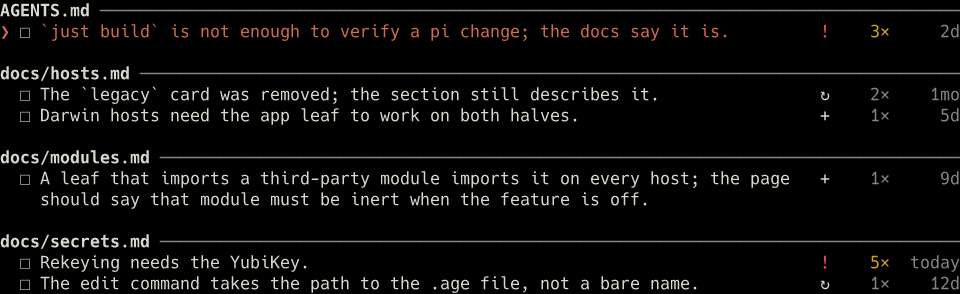 AGENTS.md
❯ □ `just build` is not enough to verify a pi change; the docs say it is. ! 3× 2d
docs/hosts.md
□ The `legacy` card was removed; the section still describes it. ↻ 2× 1mo
□ Darwin hosts need the app leaf to work on both halves. + 1× 5d
docs/modules.md
□ A leaf that imports a third-party module imports it on every host; the page + 1× 9d
should say that module must be inert when the feature is off.
docs/secrets.md
□ Rekeying needs the YubiKey. ! 5× today
□ The edit command takes the path to the .age file, not a bare name. ↻ 1× 12d